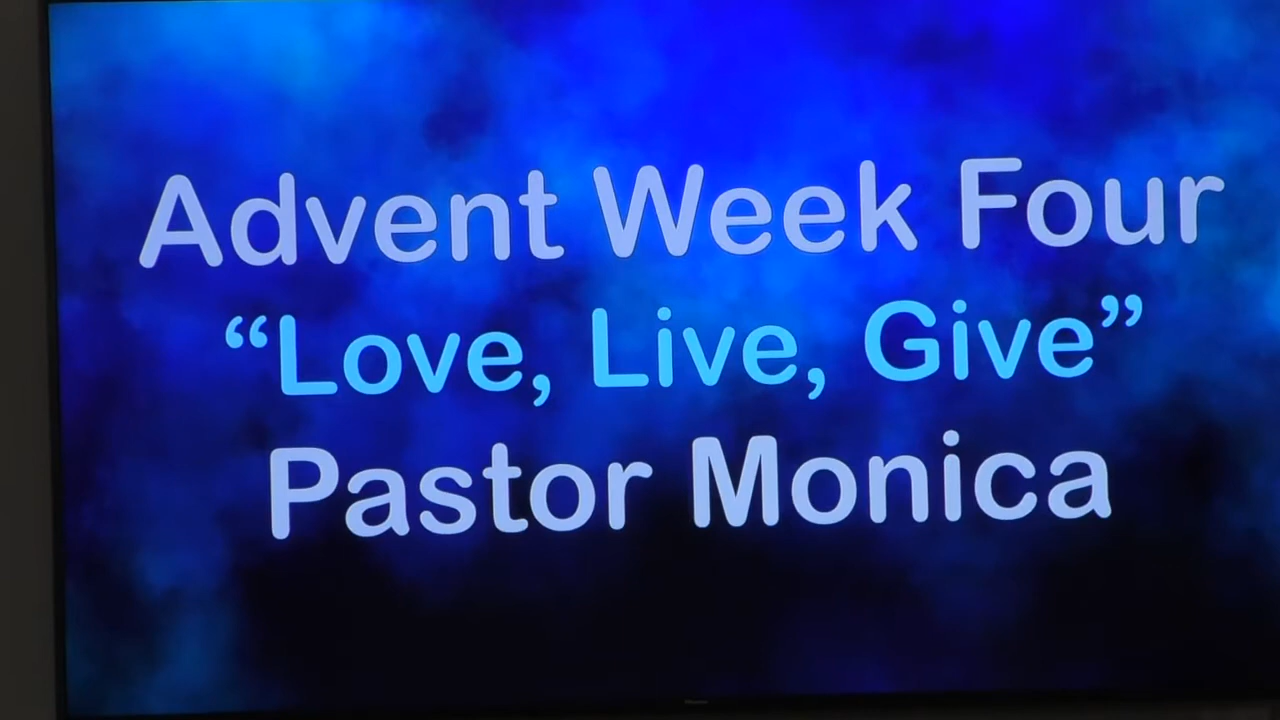 Advent Week Four
“Love, Live, Give”
Pastor Monica